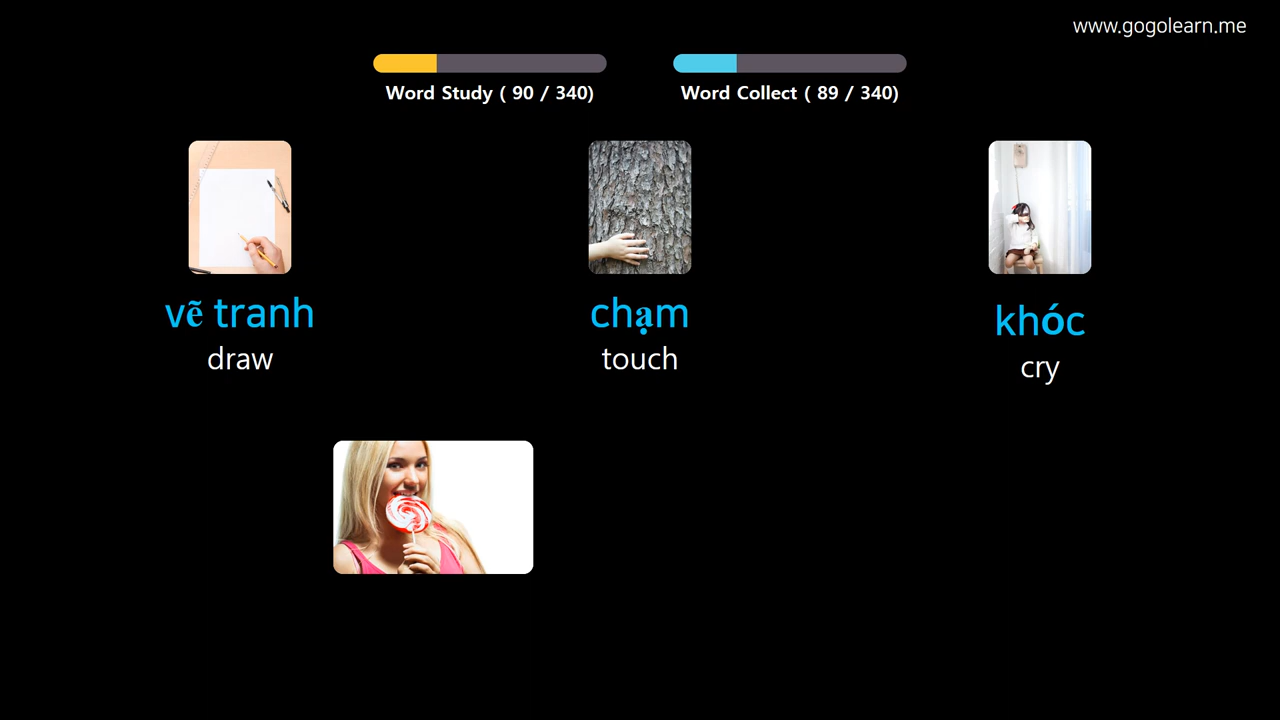 www.gogolearn.me
Word Study ( 90 / 340)
Word Collect ( 89 / 340)
vẽ tranh
draw
chạm
touch
khóc
cry